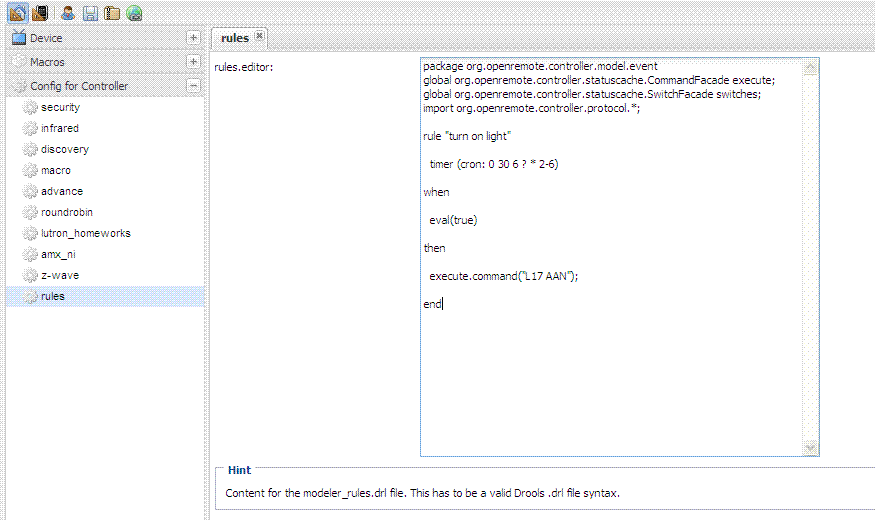 Device
Macros
Config for Controller
security
infrared
discovery
macro
advance
roundrobin
lutron_homeworks
amx_ni
z-wave
rules
rules
rules.editor:
package org.openremote.controller.model.event
global org.openremote.controller.statuscache.CommandFacade execute;
global org.openremote.controller.statuscache.SwitchFacade switches;
import org.openremote.controller.protocol.*;
rule "turn on light"
timer (cron: 0 30 6 ? * 2-6)
when
eval(true)
then
execute.command("L17 AAN");
end
Hint
Content for the modeler_rules.drl file. This has to be a valid Drools .drl file syntax.